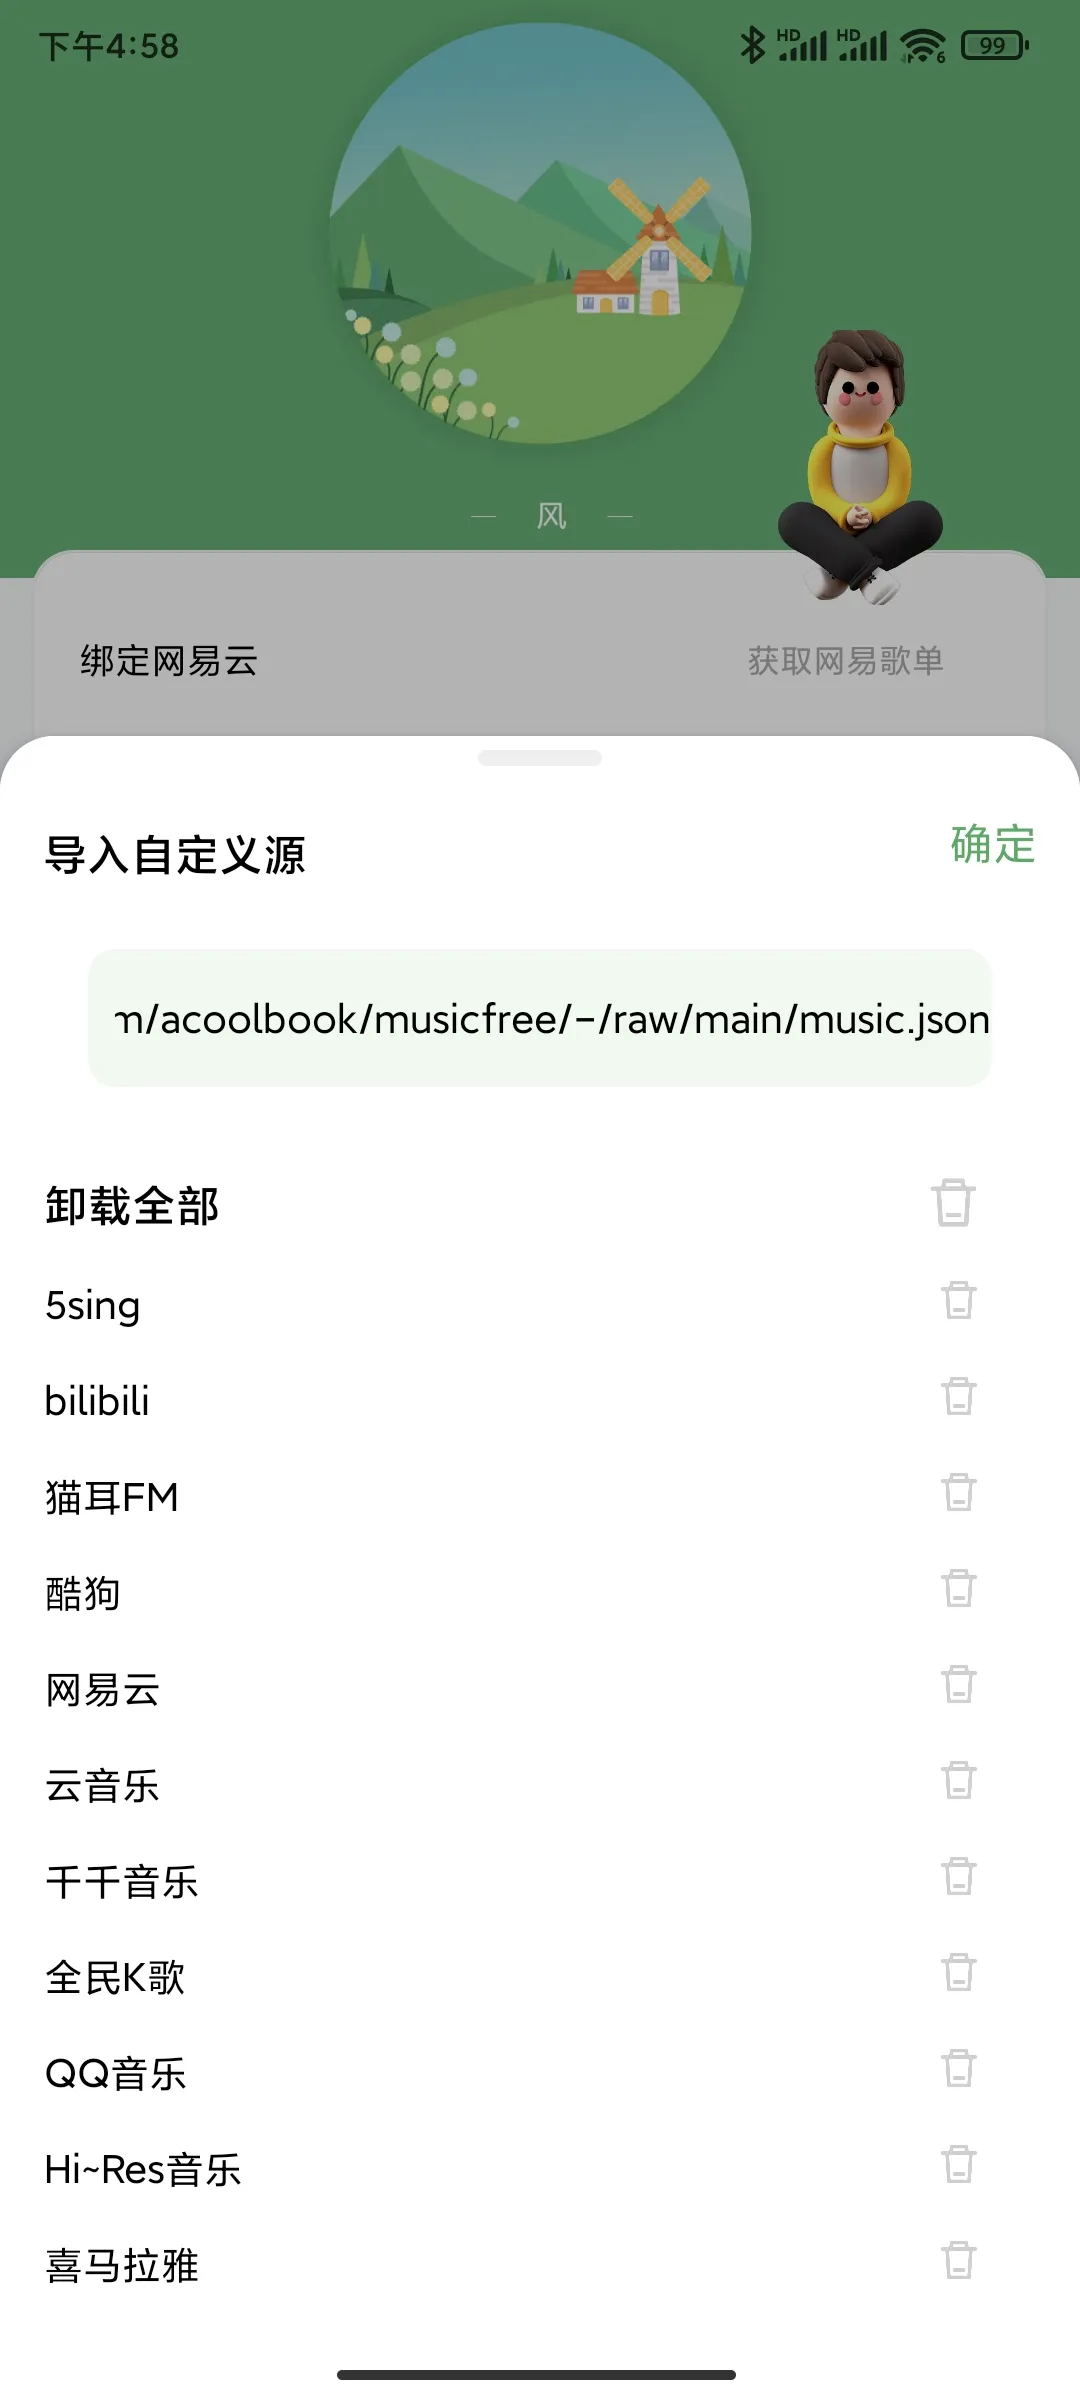 下午4:58
HD HD 6 99
风
绑定网易云 获取网易歌单
导入自定义源 确定
m/acoolbook/musicfree/-/raw/main/music.json
卸载全部
5sing
bilibili
猫耳FM
酷狗
网易云
云音乐
千千音乐
全民K歌
QQ音乐
Hi~Res音乐
喜马拉雅